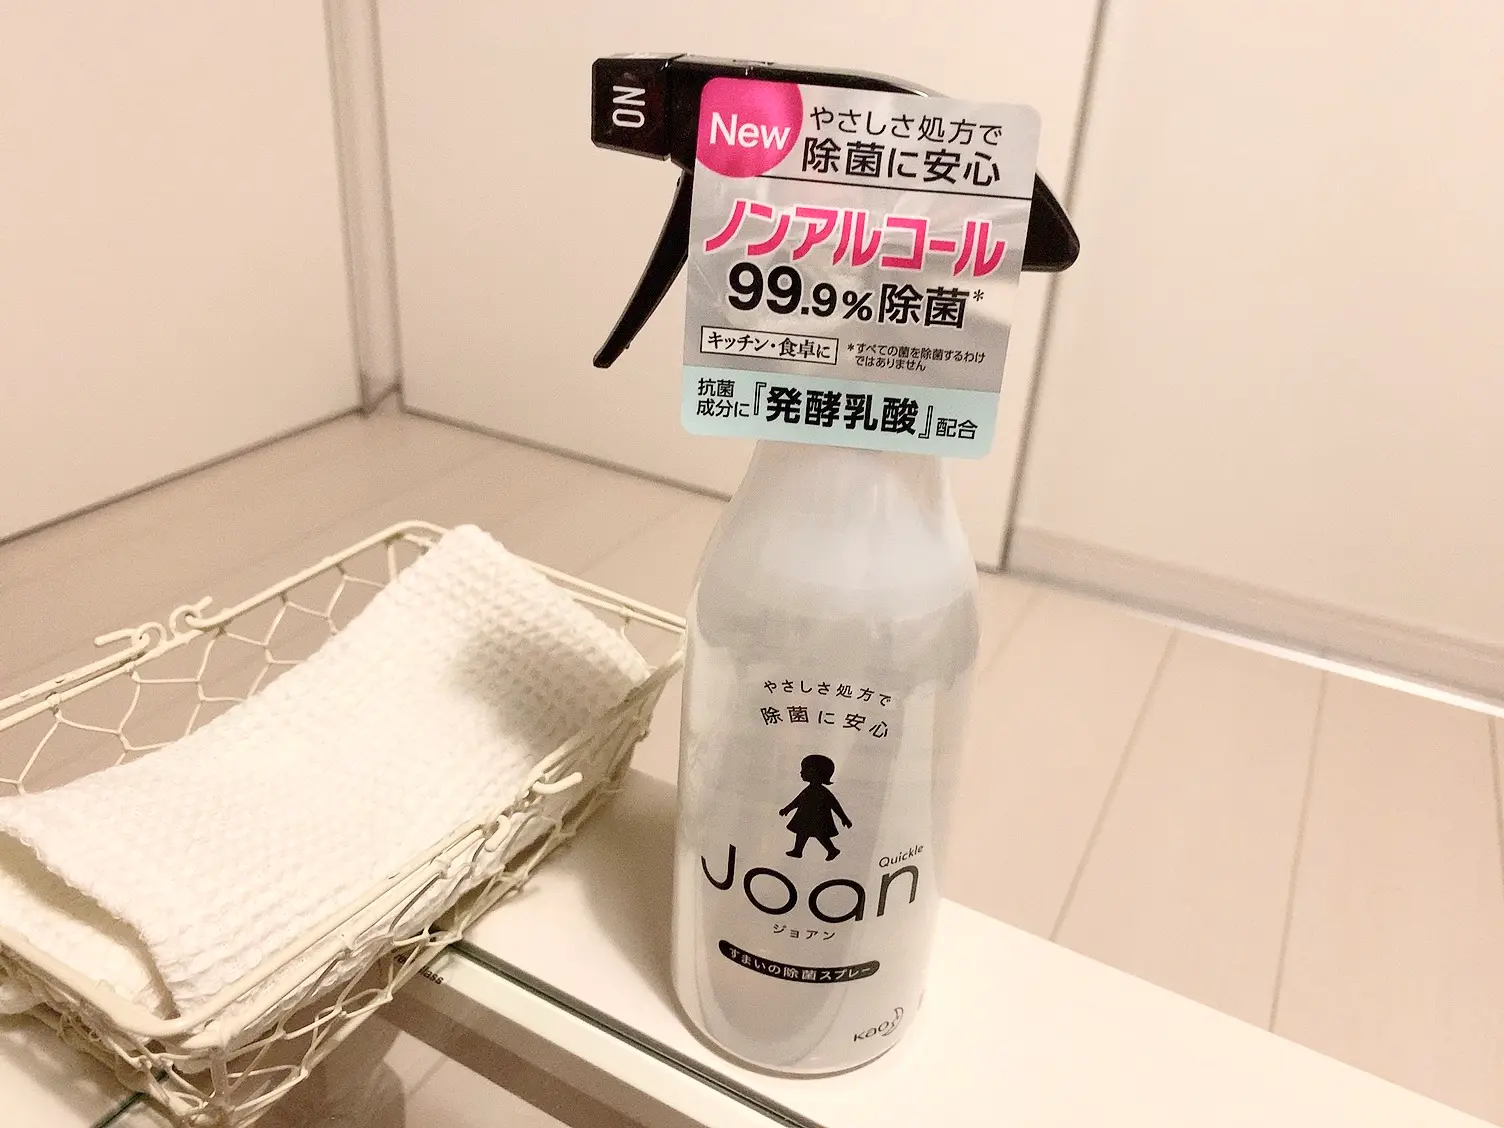 ON
New
やさしさ処方で
除菌に安心
ノンアルコール
99.9%除菌*
キッチン・食卓に
*すべての菌を除菌するわけ
ではありません
抗菌
成分に『発酵乳酸』配合
やさしさ処方で
除菌に安心
Quickle
Joan
ジョアン
すまいの除菌スプレー
Kao